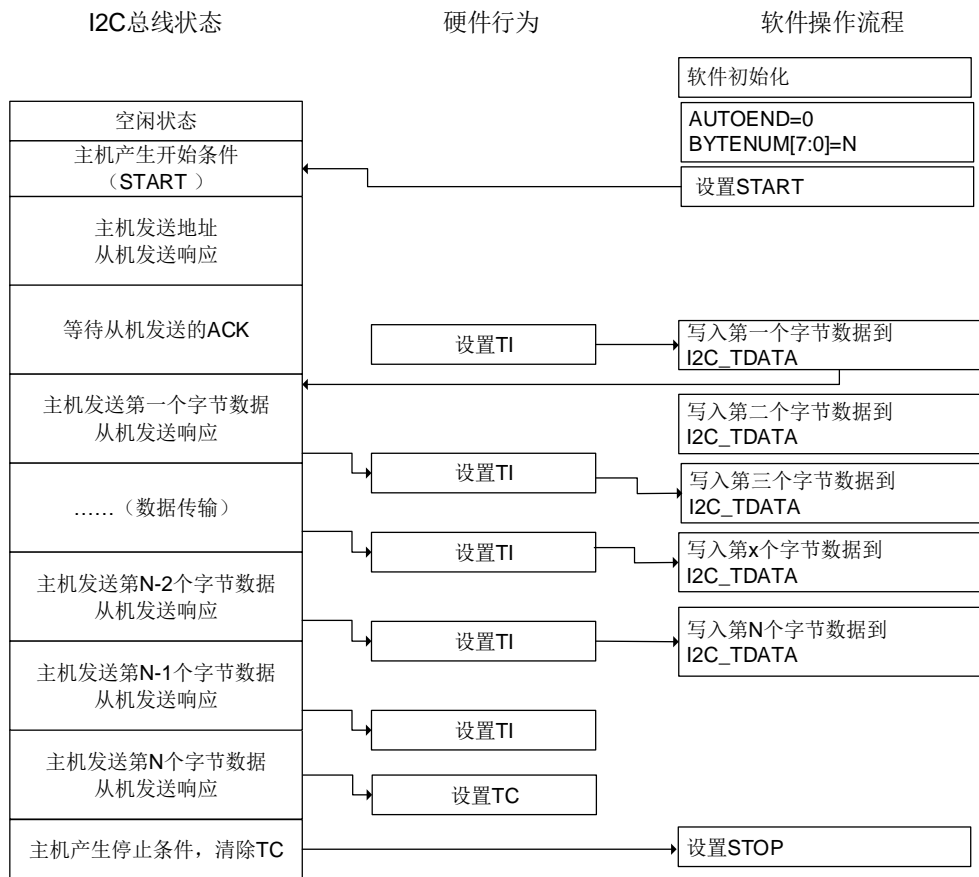 I2C总线状态
硬件行为
软件操作流程
软件初始化
空闲状态
AUTOEND=0
BYTENUM[7:0]=N
主机产生开始条件
（START ）
设置START
主机发送地址
从机发送响应
等待从机发送的ACK
设置TI
写入第一个字节数据到
I2C_TDATA
主机发送第一个字节数据
从机发送响应
写入第二个字节数据到
I2C_TDATA
设置TI
写入第三个字节数据到
I2C_TDATA
……（数据传输）
设置TI
写入第x个字节数据到
I2C_TDATA
主机发送第N-2个字节数据
从机发送响应
设置TI
写入第N个字节数据到
I2C_TDATA
主机发送第N-1个字节数据
从机发送响应
设置TI
主机发送第N个字节数据
从机发送响应
设置TC
主机产生停止条件，清除TC
设置STOP